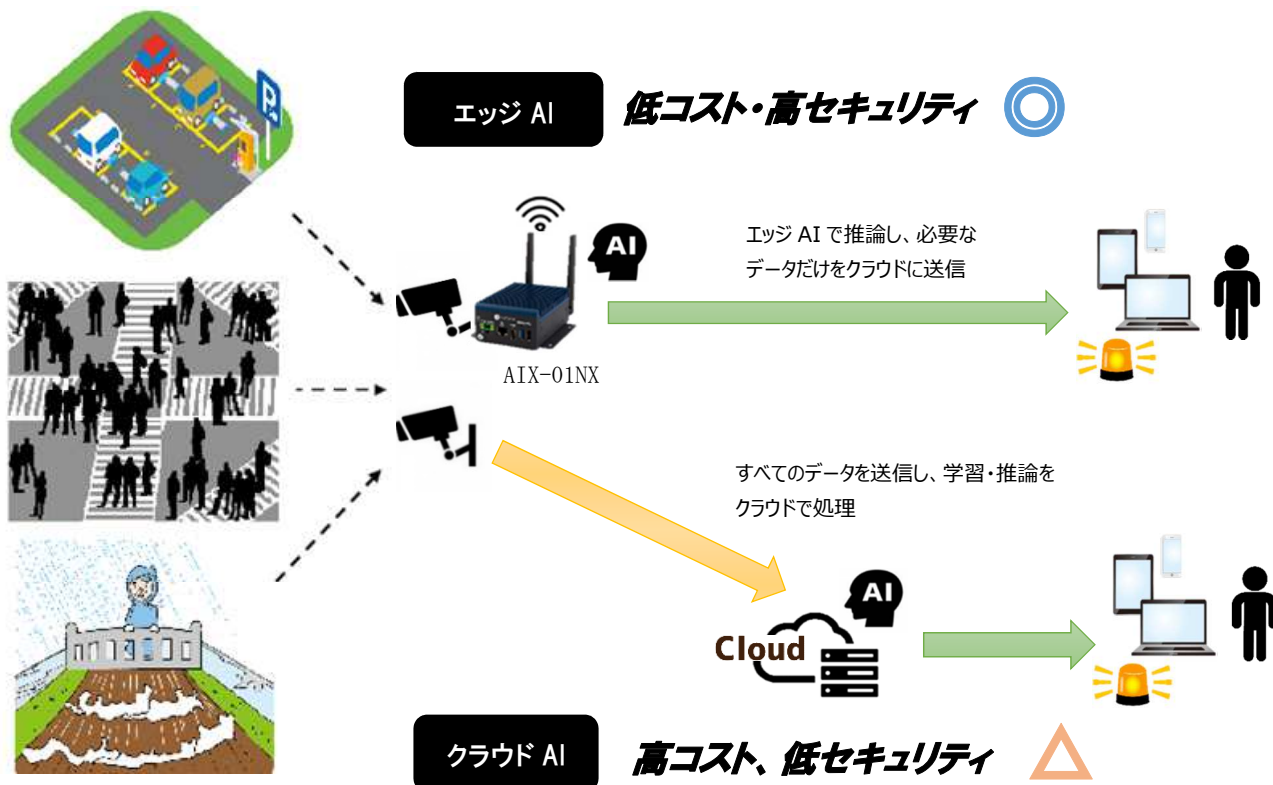 エッジ AI
低コスト・高セキュリティ
P
AI
エッジ AI で推論し、必要な
データだけをクラウドに送信
AIX-01NX
すべてのデータを送信し、学習・推論を
クラウドで処理
AI
Cloud
クラウド AI
高コスト、低セキュリティ